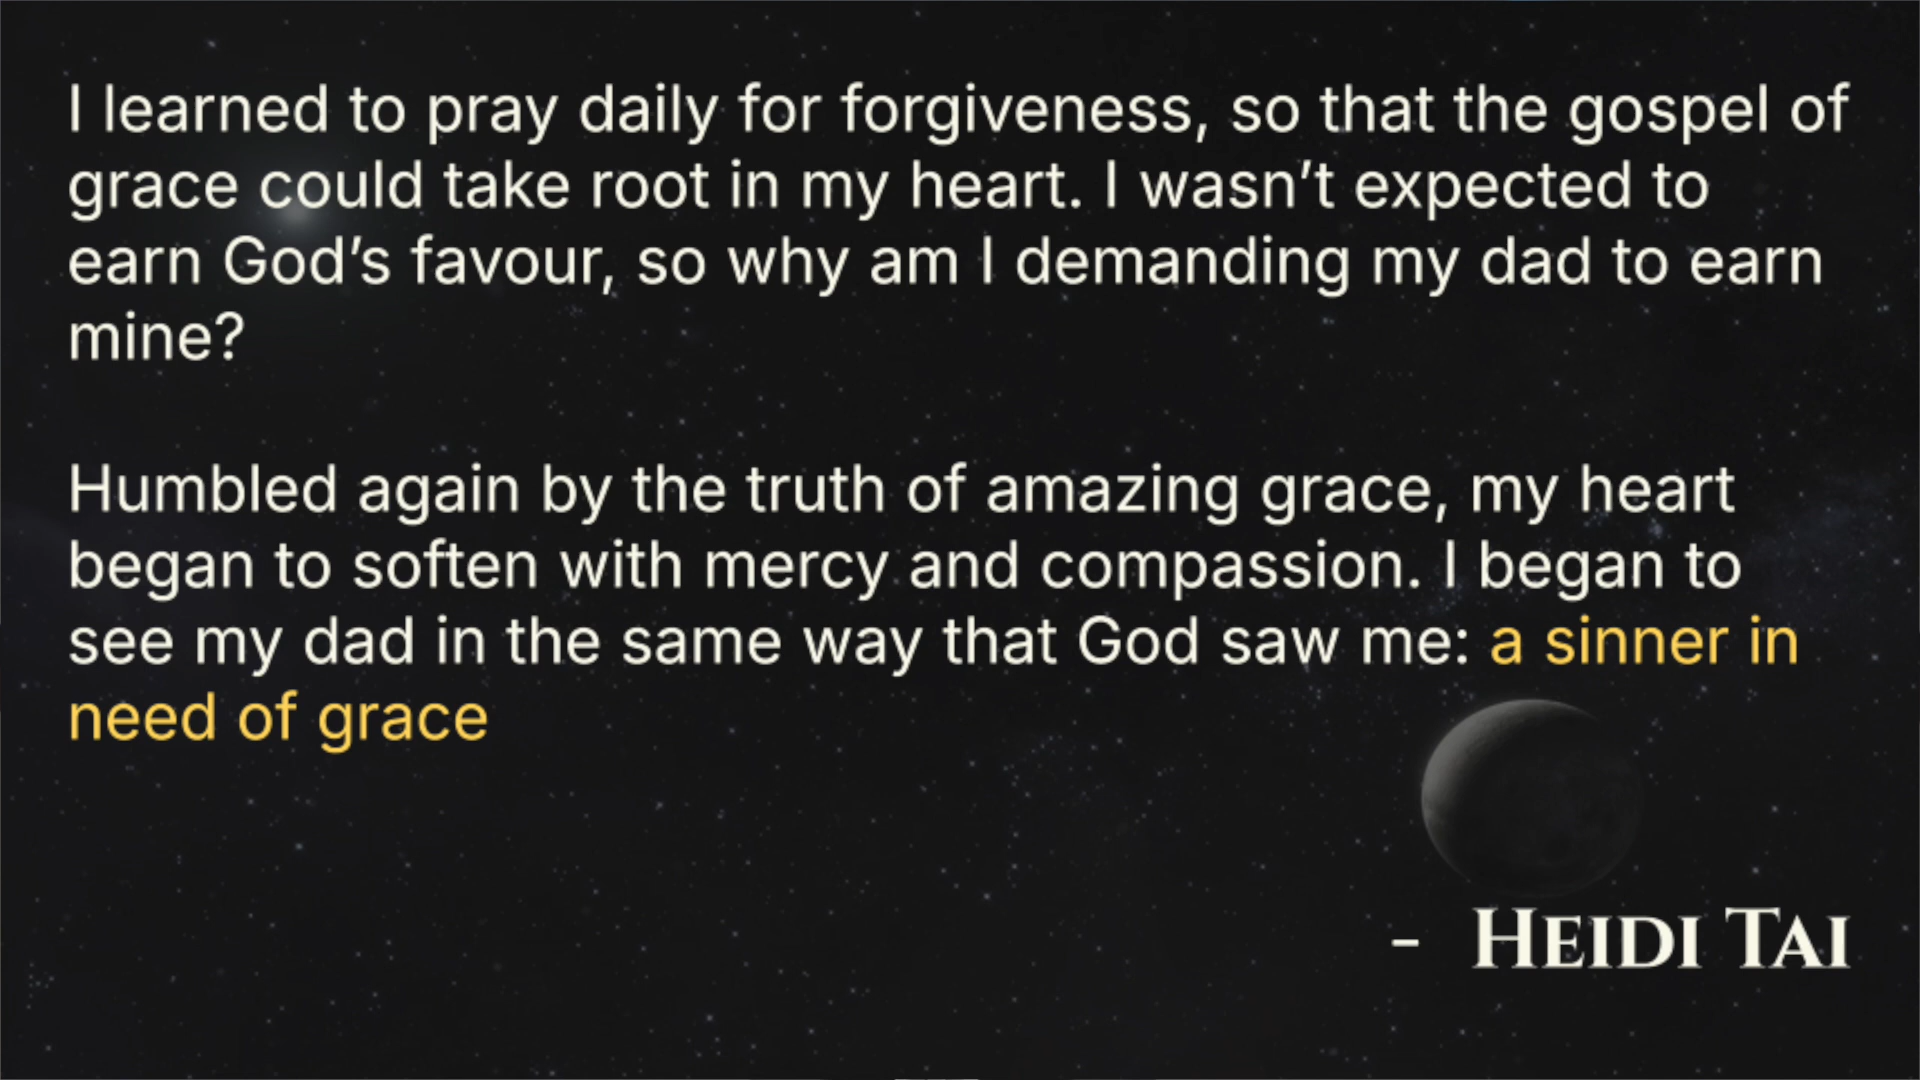 I learned to pray daily for forgiveness, so that the gospel of
grace could take root in my heart. I wasn’t expected to
earn God’s favour, so why am I demanding my dad to earn
mine?
Humbled again by the truth of amazing grace, my heart
began to soften with mercy and compassion. I began to
see my dad in the same way that God saw me: a sinner in
need of grace
- Heidi Tai